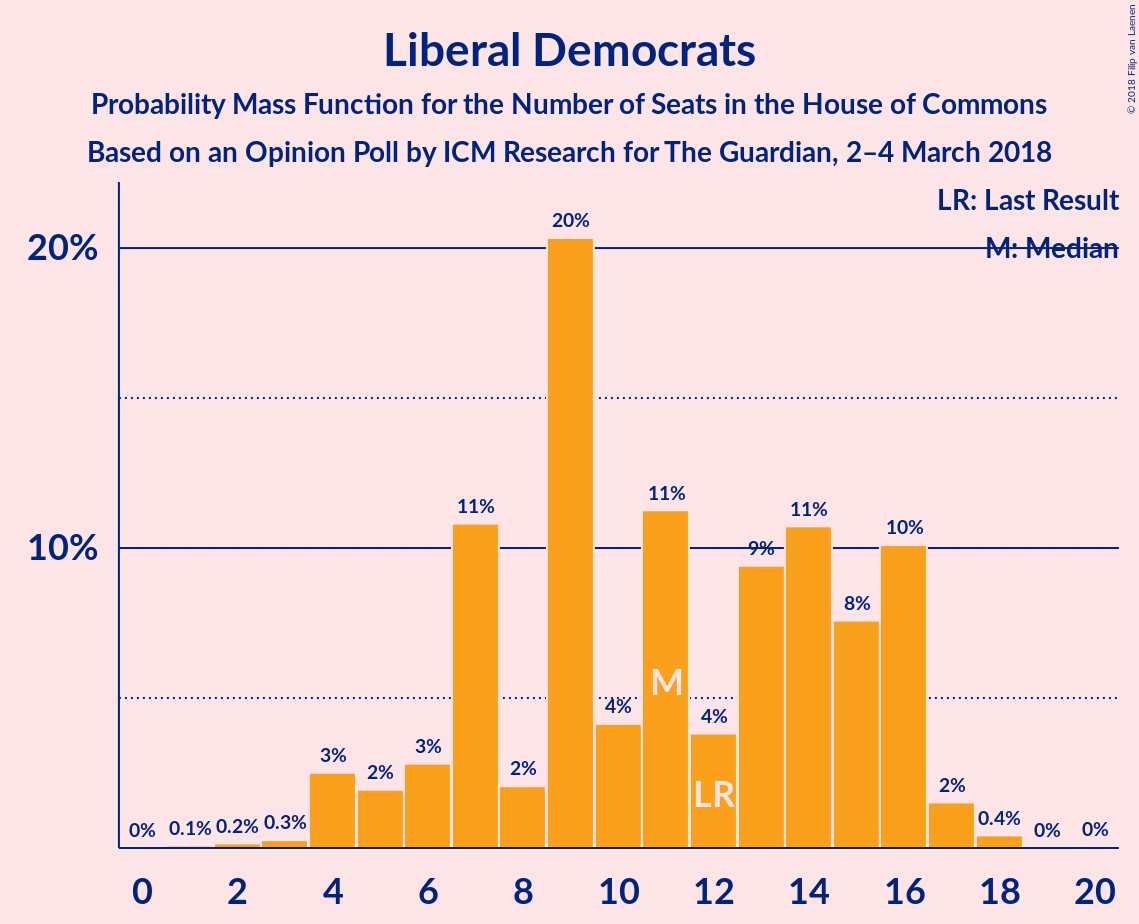 Liberal Democrats
Probability Mass Function for the Number of Seats in the House of Commons
Based on an Opinion Poll by ICM Research for The Guardian, 2–4 March 2018
© 2018 Filip van Laenen
LR: Last Result
M: Median
20%
10%
0%
0.1%
0.2%
0.3%
3%
2%
3%
11%
2%
20%
4%
11%
4%
9%
11%
8%
10%
2%
0.4%
0%
0%
M
LR
0 2 4 6 8 10 12 14 16 18 20